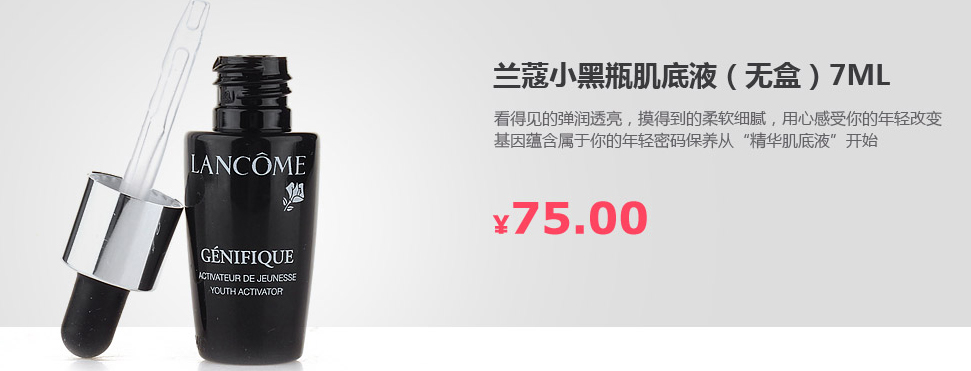 兰蔻小黑瓶肌底液（无盒）7ML
看得见的弹润透亮，摸得到的柔软细腻，用心感受你的年轻改变
基因蕴含属于你的年轻密码保养从“精华肌底液”开始
¥75.00
LANCÔME
GÉNIFIQUE
ACTIVATEUR DE JEUNESSE
YOUTH ACTIVATOR